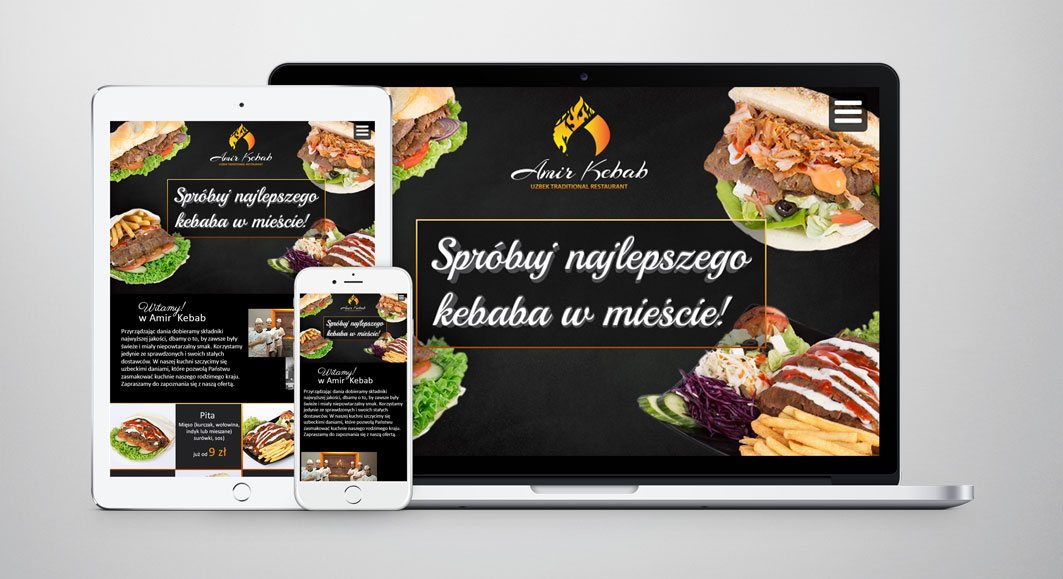 Amir Kebab
UZBEK TRADITIONAL RESTAURANT
Spróbuj najlepszego
kebaba w mieście!
Witamy!
w Amir Kebab
Przyrządzając dania dobieramy składniki
najwyższej jakości, dbamy o to, by zawsze były
świeże i miały niepowtarzalny smak. Korzystamy
jedynie ze sprawdzonych i swoich stałych
dostawców. W naszej kuchni szczycimy się
uzbeckimi daniami, które pozwolą Państwu
zasmakować kuchnie naszego rodzimego kraju.
Zapraszamy do zapoznania się z naszą ofertą.
Pita
Mięso (kurczak, wołowina,
indyk lub mieszane)
surówki, sos)
już od 9 zł
Amir Kebab
Spróbuj najlepszego
kebaba w mieście!
Witamy!
w Amir Kebab
Przyrządzając dania dobieramy składniki
najwyższej jakości, dbamy o to, by zawsze były
świeże i miały niepowtarzalny smak. Korzystamy
jedynie ze sprawdzonych i swoich stałych
dostawców. W naszej kuchni szczycimy się
uzbeckimi daniami, które pozwolą Państwu
zasmakować kuchnie naszego rodzimego kraju.
Zapraszamy do zapoznania się z naszą ofertą.
Amir Kebab
UZBEK TRADITIONAL RESTAURANT
Spróbuj najlepszego
kebaba w mieście!